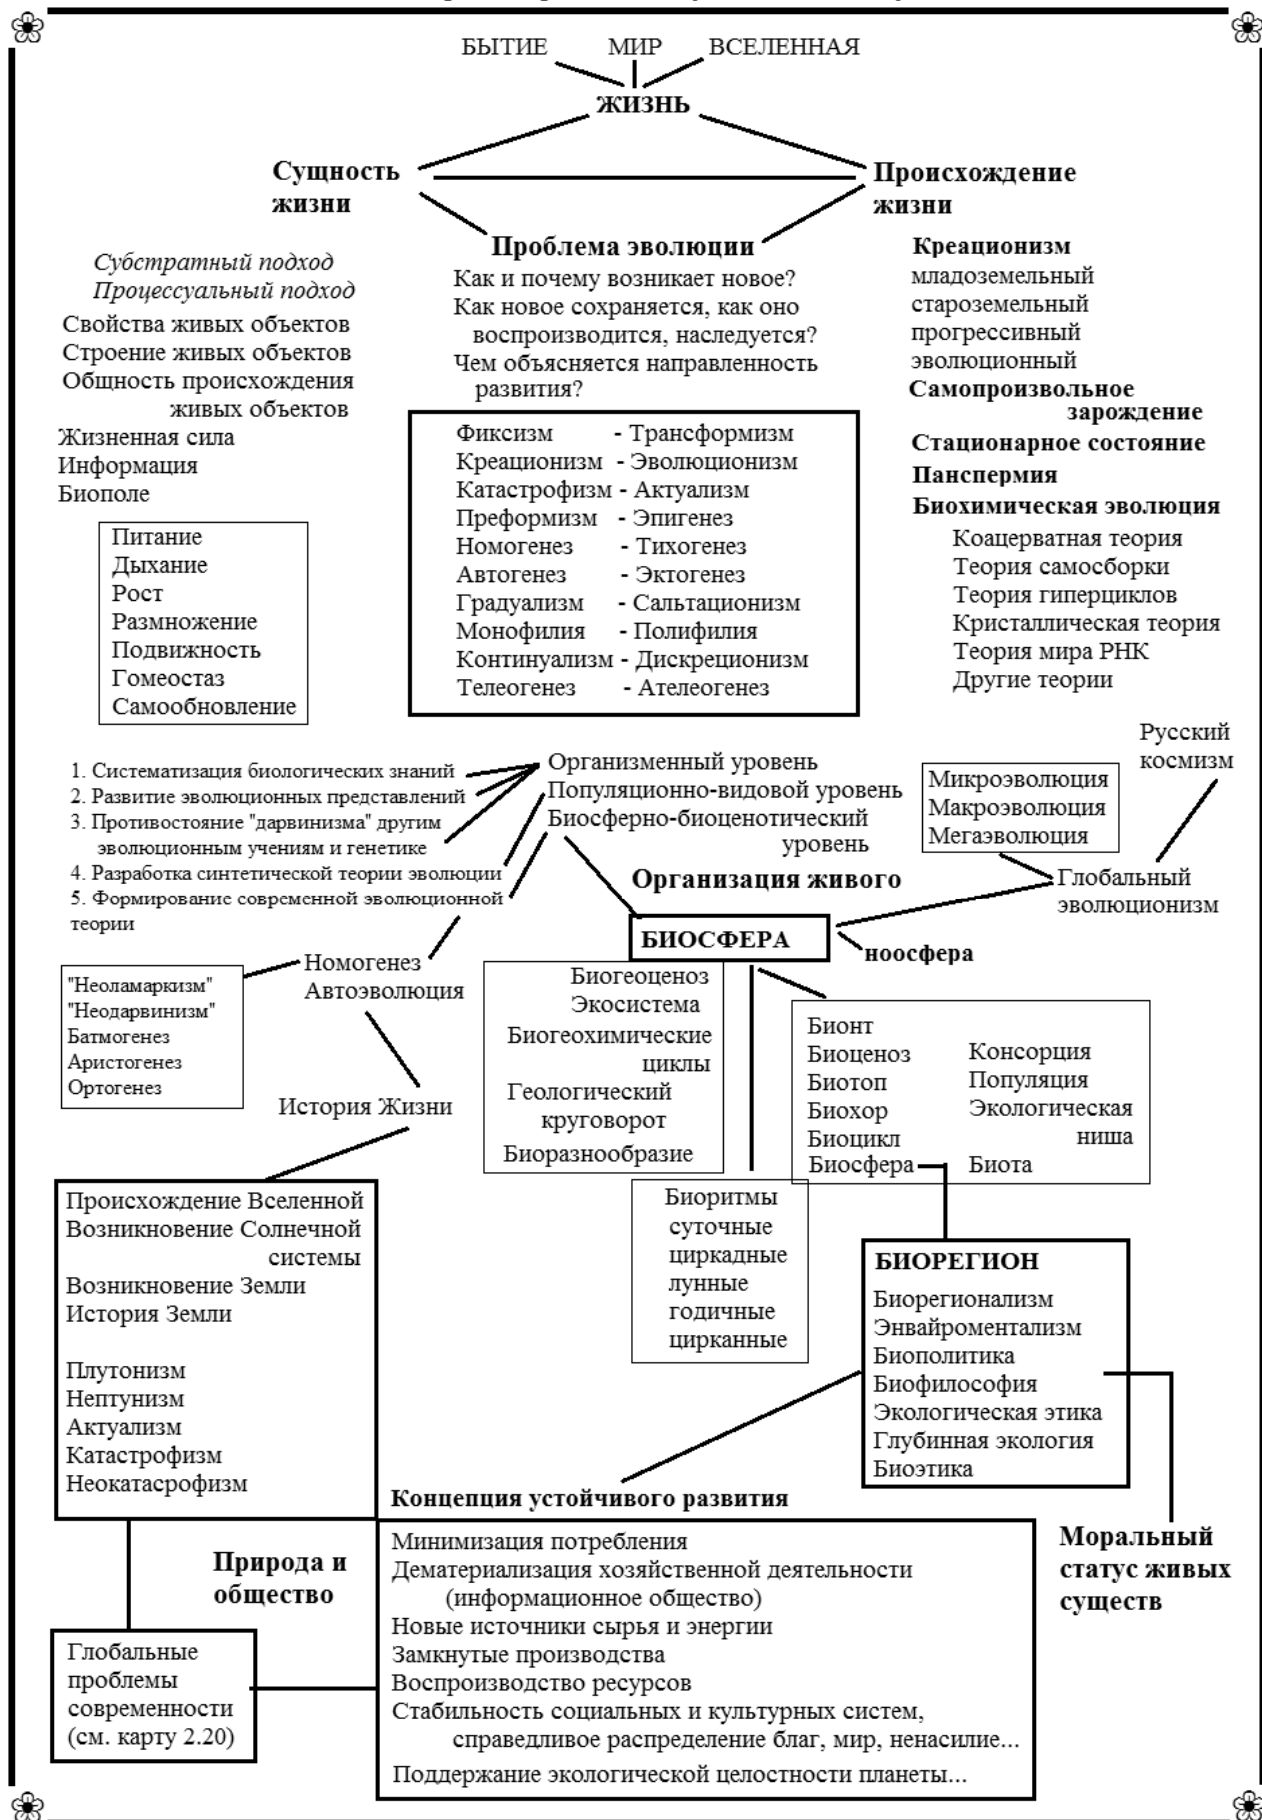 БЫТИЕ МИР ВСЕЛЕННАЯ
ЖИЗНЬ
Сущность
жизни
Происхождение
жизни
Проблема эволюции
Как и почему возникает новое?
Как новое сохраняется, как оно
воспроизводится, наследуется?
Чем объясняется направленность
развития?
Субстратный подход
Процессуальный подход
Свойства живых объектов
Строение живых объектов
Общность происхождения
живых объектов
Жизненная сила
Информация
Биополе
Питание
Дыхание
Рост
Размножение
Подвижность
Гомеостаз
Самообновление
Фиксизм - Трансформизм
Креационизм - Эволюционизм
Катастрофизм - Актуализм
Преформизм - Эпигенез
Номогенез - Тихогенез
Автогенез - Эктогенез
Градуализм - Сальтационизм
Монофилия - Полифилия
Континуализм - Дискреционизм
Телеогенез - Ателеогенез
Креационизм
младоземельный
староземельный
прогрессивный
эволюционный
Самопроизвольное
зарождение
Стационарное состояние
Панспермия
Биохимическая эволюция
Коацерватная теория
Теория самосборки
Теория гиперциклов
Кристаллическая теория
Теория мира РНК
Другие теории
1. Систематизация биологических знаний
2. Развитие эволюционных представлений
3. Противостояние "дарвинизма" другим
эволюционным учениям и генетике
4. Разработка синтетической теории эволюции
5. Формирование современной эволюционной
теории
Организменный уровень
Популяционно-видовой уровень
Биосферно-биоценотический
уровень
Организация живого
Русский
космизм
Микроэволюция
Макроэволюция
Мегаэволюция
Глобальный
эволюционизм
БИОСФЕРА
ноосфера
Номогенез
Автоэволюция
"Неоламаркизм"
"Неодарвинизм"
Батмогенез
Аристогенез
Ортогенез
История Жизни
Биогеоценоз
Экосистема
Биогеохимические
циклы
Геологический
круговорот
Биоразнообразие
Бионт
Биоценоз
Биотоп
Биохор
Биоцикл
Биосфера
Консорция
Популяция
Экологическая
ниша
Биота
Биоритмы
суточные
циркадные
лунные
годичные
цирканные
Происхождение Вселенной
Возникновение Солнечной
системы
Возникновение Земли
История Земли
Плутонизм
Нептунизм
Актуализм
Катастрофизм
Неокатасрофизм
БИОРЕГИОН
Биорегионализм
Энвайроментализм
Биополитика
Биофилософия
Экологическая этика
Глубинная экология
Биоэтика
Моральный
статус живых
существ
Концепция устойчивого развития
Минимизация потребления
Дематериализация хозяйственной деятельности
(информационное общество)
Новые источники сырья и энергии
Замкнутые производства
Воспроизводство ресурсов
Стабильность социальных и культурных систем,
справедливое распределение благ, мир, ненасилие...
Поддержание экологической целостности планеты...
Природа и
общество
Глобальные
проблемы
современности
(см. карту 2.20)